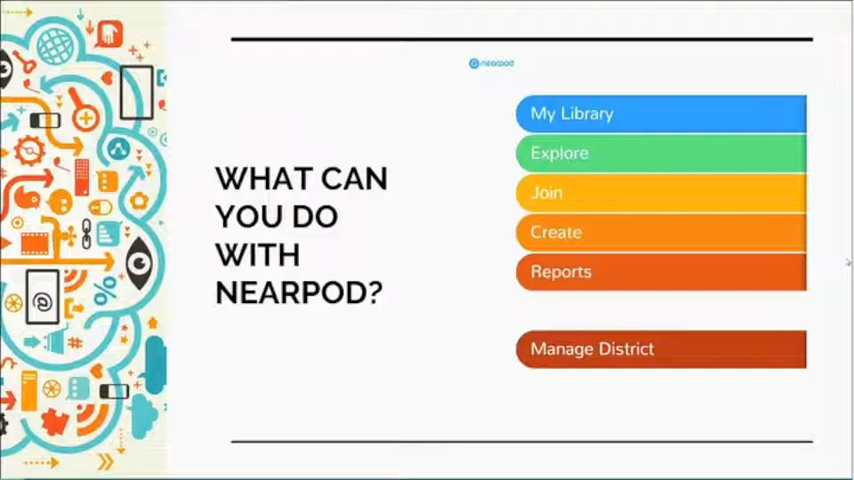 nearpod
WHAT CAN
YOU DO
WITH
NEARPOD?
My Library
Explore
Join
Create
Reports
Manage District
@
%
#